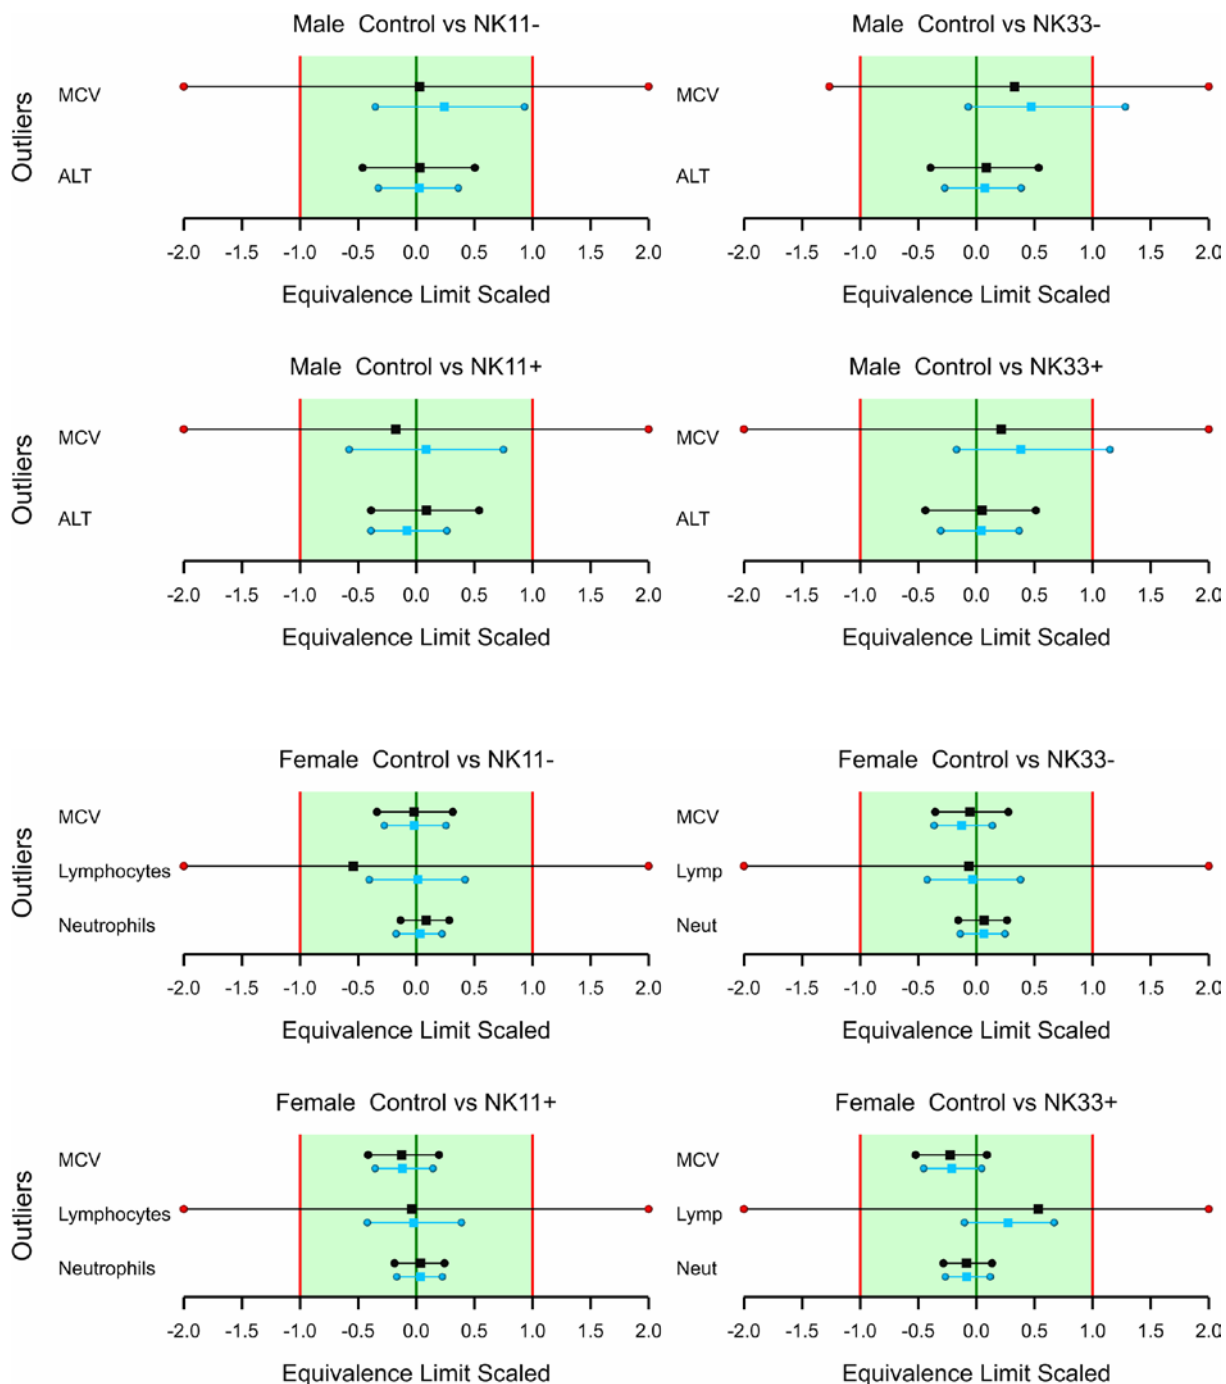 Male Control vs NK11-
Male Control vs NK33-
Outliers
MCV
ALT
MCV
ALT
-2.0 -1.5 -1.0 -0.5 0.0 0.5 1.0 1.5 2.0
-2.0 -1.5 -1.0 -0.5 0.0 0.5 1.0 1.5 2.0
Equivalence Limit Scaled
Equivalence Limit Scaled
Male Control vs NK11+
Male Control vs NK33+
Outliers
MCV
ALT
MCV
ALT
-2.0 -1.5 -1.0 -0.5 0.0 0.5 1.0 1.5 2.0
-2.0 -1.5 -1.0 -0.5 0.0 0.5 1.0 1.5 2.0
Equivalence Limit Scaled
Equivalence Limit Scaled
Female Control vs NK11-
Female Control vs NK33-
Outliers
MCV
Lymphocytes
Neutrophils
MCV
Lymp
Neut
-2.0 -1.5 -1.0 -0.5 0.0 0.5 1.0 1.5 2.0
-2.0 -1.5 -1.0 -0.5 0.0 0.5 1.0 1.5 2.0
Equivalence Limit Scaled
Equivalence Limit Scaled
Female Control vs NK11+
Female Control vs NK33+
Outliers
MCV
Lymphocytes
Neutrophils
MCV
Lymp
Neut
-2.0 -1.5 -1.0 -0.5 0.0 0.5 1.0 1.5 2.0
-2.0 -1.5 -1.0 -0.5 0.0 0.5 1.0 1.5 2.0
Equivalence Limit Scaled
Equivalence Limit Scaled